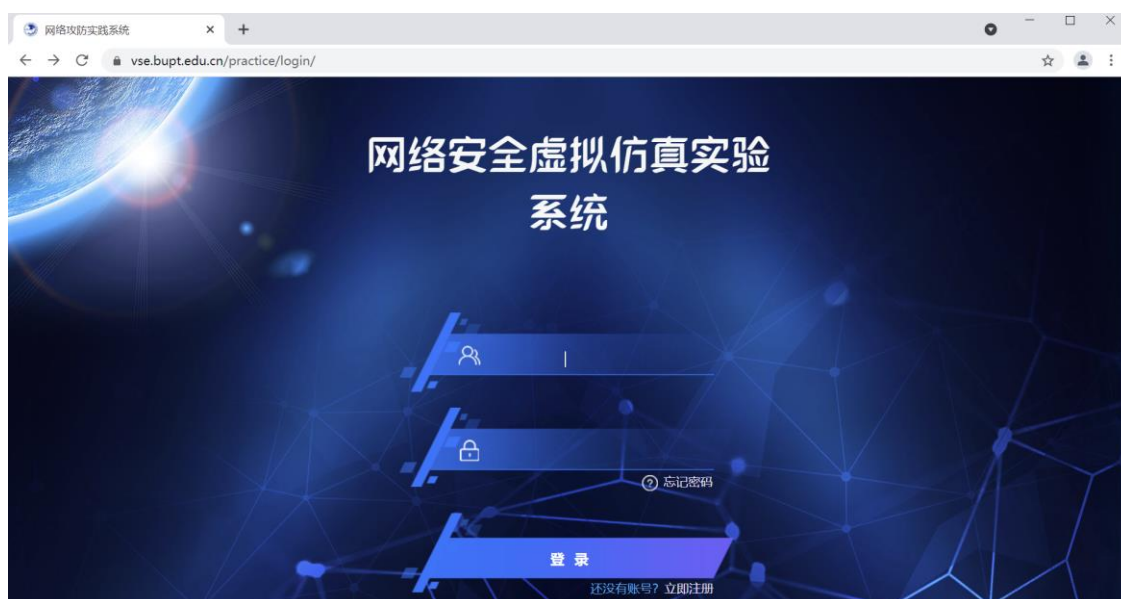 网络攻防实践系统
vse.bupt.edu.cn/practice/login/
网络安全虚拟仿真实验
系统
忘记密码
登 录
还没有账号? 立即注册